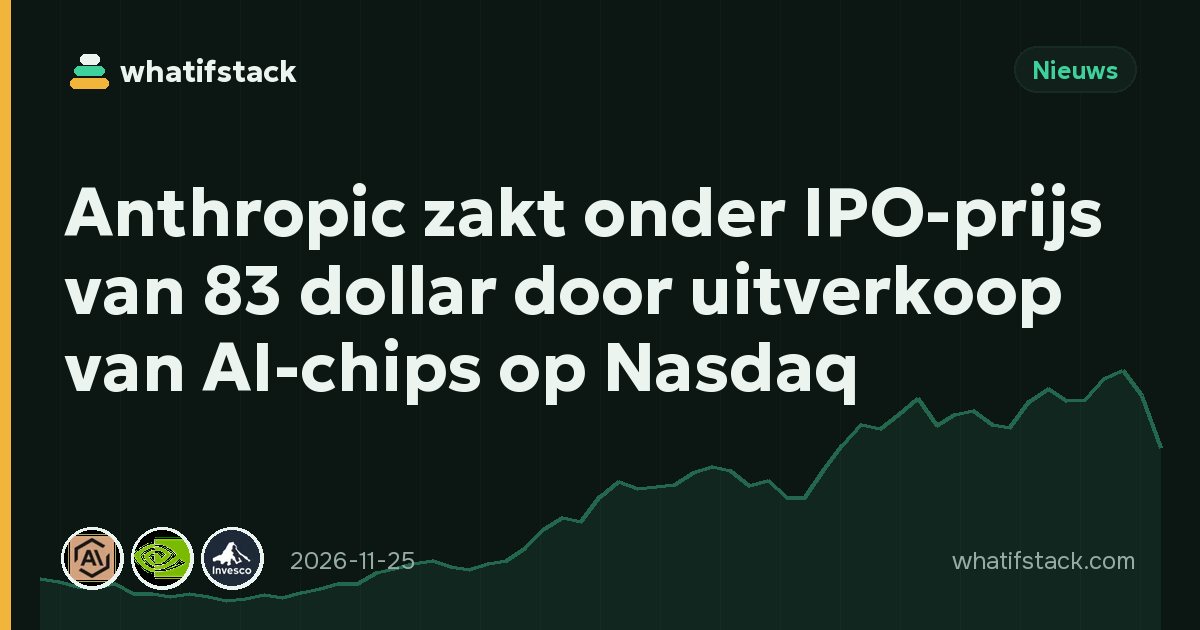 whatifstack
Nieuws
Anthropic zakt onder IPO-prijs
van 83 dollar door uitverkoop
van AI-chips op Nasdaq
AI
Invesco
2026-11-25
whatifstack.com